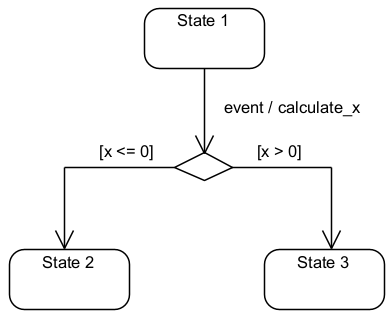 State 1
event / calculate_x
[x <= 0]
[x > 0]
State 2
State 3